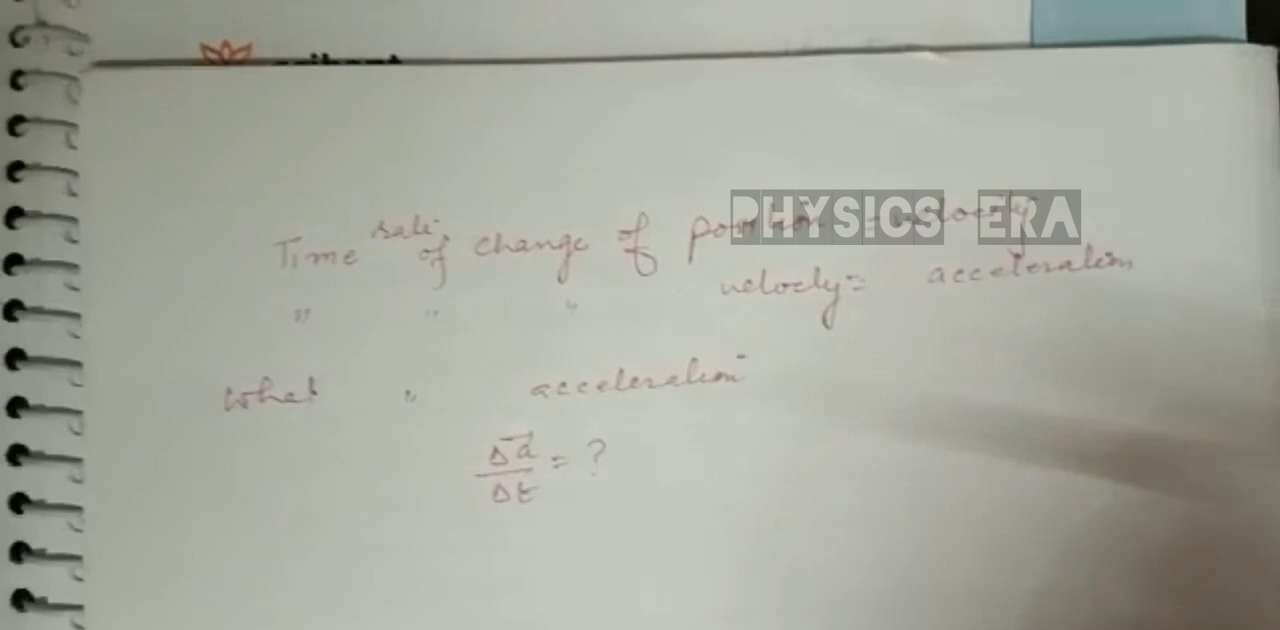 PHYSICS ERA
Time rate of change of position = velocity
" " " velocity = acceleration
What " acceleration
Δa⃗/Δt = ?